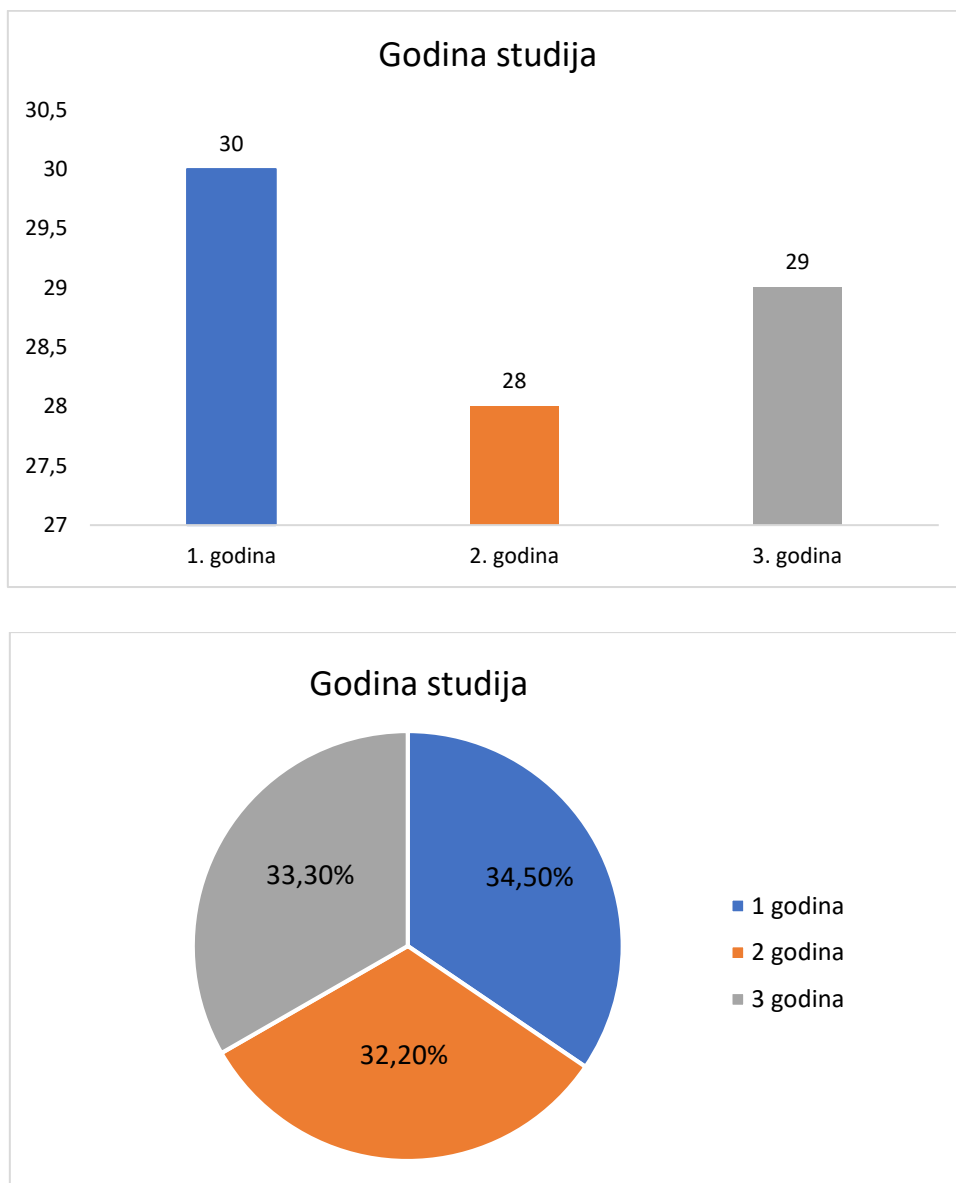 Godina studija
30,5
30
29,5
29
28,5
28
27,5
27
30
28
29
1. godina
2. godina
3. godina
Godina studija
33,30%
34,50%
32,20%
1 godina
2 godina
3 godina